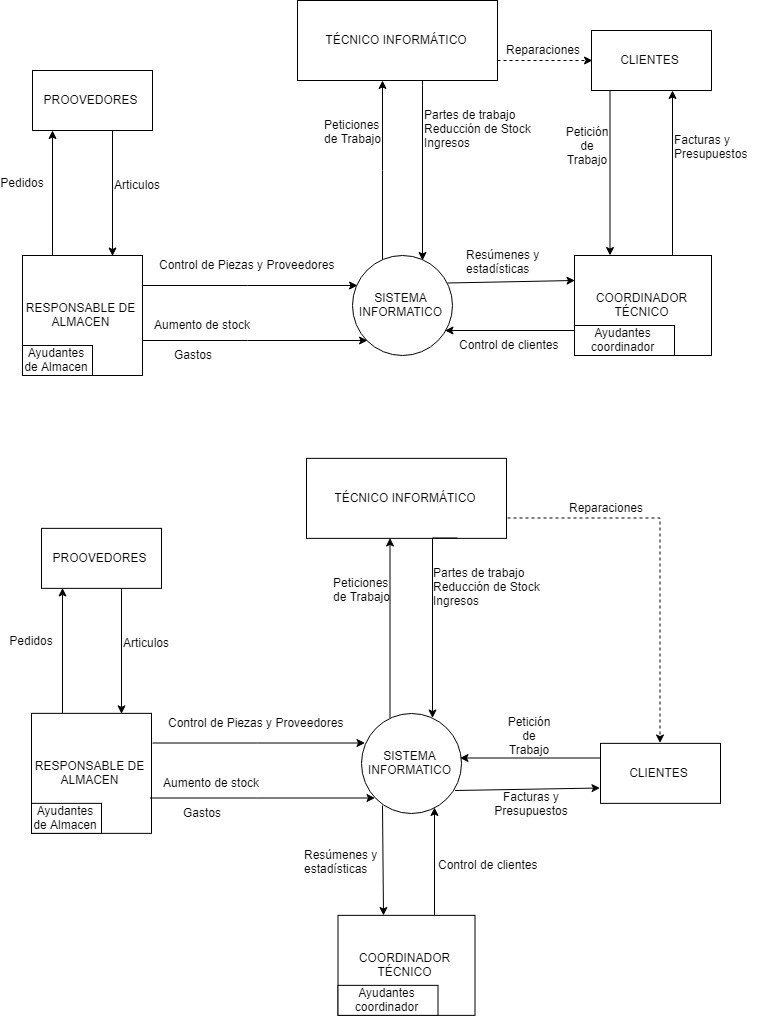 TÉCNICO INFORMÁTICO
Reparaciones
CLIENTES
PROOVEDORES
Peticiones
de Trabajo
Partes de trabajo
Reducción de Stock
Ingresos
Petición
de
Trabajo
Facturas y
Presupuestos
Pedidos
Articulos
Control de Piezas y Proveedores
Resúmenes y
estadísticas
RESPONSABLE DE
ALMACEN
SISTEMA
INFORMATICO
COORDINADOR
TÉCNICO
Aumento de stock
Gastos
Control de clientes
Ayudantes
coordinador
Ayudantes
de Almacen
TÉCNICO INFORMÁTICO
Reparaciones
PROOVEDORES
Peticiones
de Trabajo
Partes de trabajo
Reducción de Stock
Ingresos
Pedidos
Articulos
Control de Piezas y Proveedores
Petición
de
Trabajo
RESPONSABLE DE
ALMACEN
SISTEMA
INFORMATICO
CLIENTES
Aumento de stock
Gastos
Facturas y
Presupuestos
Ayudantes
de Almacen
Resúmenes y
estadísticas
Control de clientes
COORDINADOR
TÉCNICO
Ayudantes
coordinador